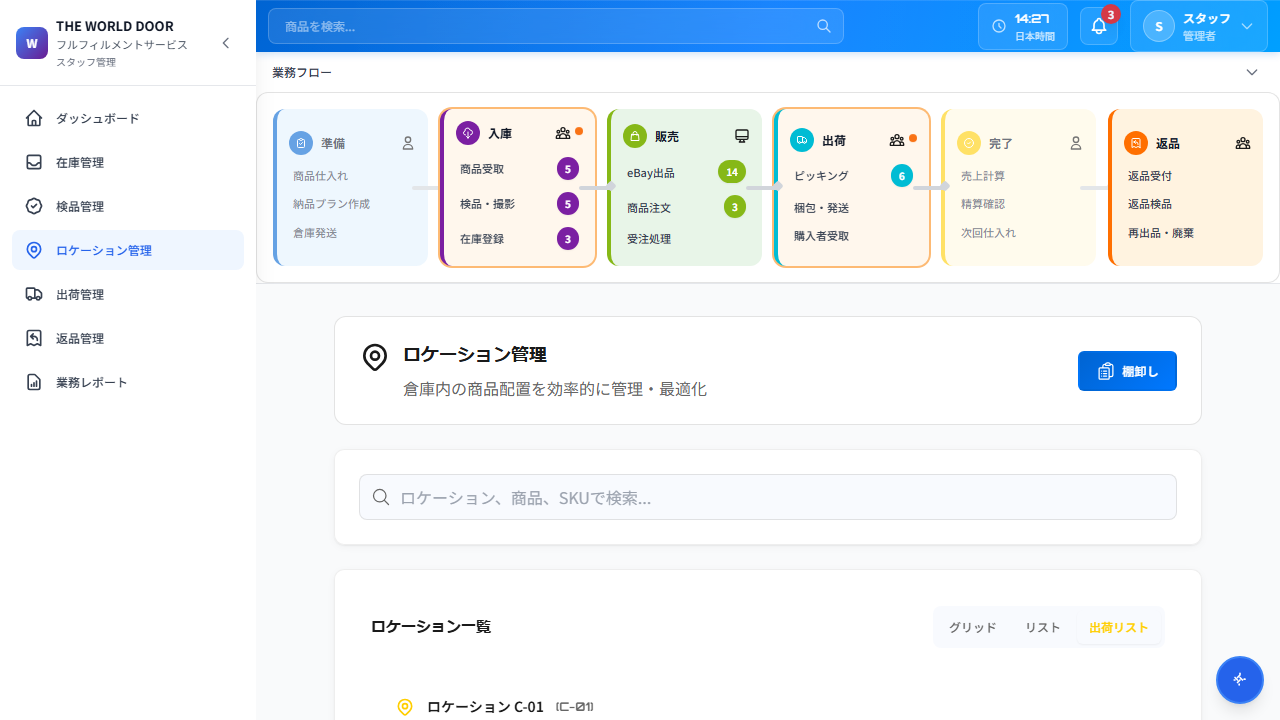 W
THE WORLD DOOR
フルフィルメントサービス
スタッフ管理
商品を検索...
14:27
日本時間
3
S
スタッフ
管理者
ダッシュボード
在庫管理
検品管理
ロケーション管理
出荷管理
返品管理
業務レポート
業務フロー
準備
商品仕入れ
納品プラン作成
倉庫発送
入庫
商品受取 5
検品・撮影 5
在庫登録 3
販売
eBay出品 14
商品注文 3
受注処理
出荷
ピッキング 6
梱包・発送
購入者受取
完了
売上計算
精算確認
次回仕入れ
返品
返品受付
返品検品
再出品・廃棄
ロケーション管理
倉庫内の商品配置を効率的に管理・最適化
棚卸し
ロケーション、商品、SKUで検索...
ロケーション一覧
グリッド
リスト
出荷リスト
ロケーション C-01 (C-01)